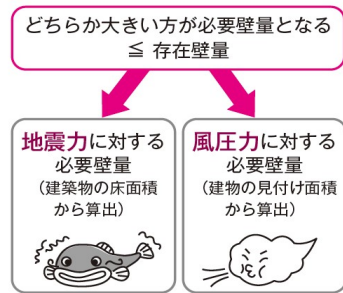 どちらか大きい方が必要壁量となる
≦ 存在壁量
地震力に対する
必要壁量
（建築物の床面積
から算出）
風圧力に対する
必要壁量
（建物の見付け面積
から算出）